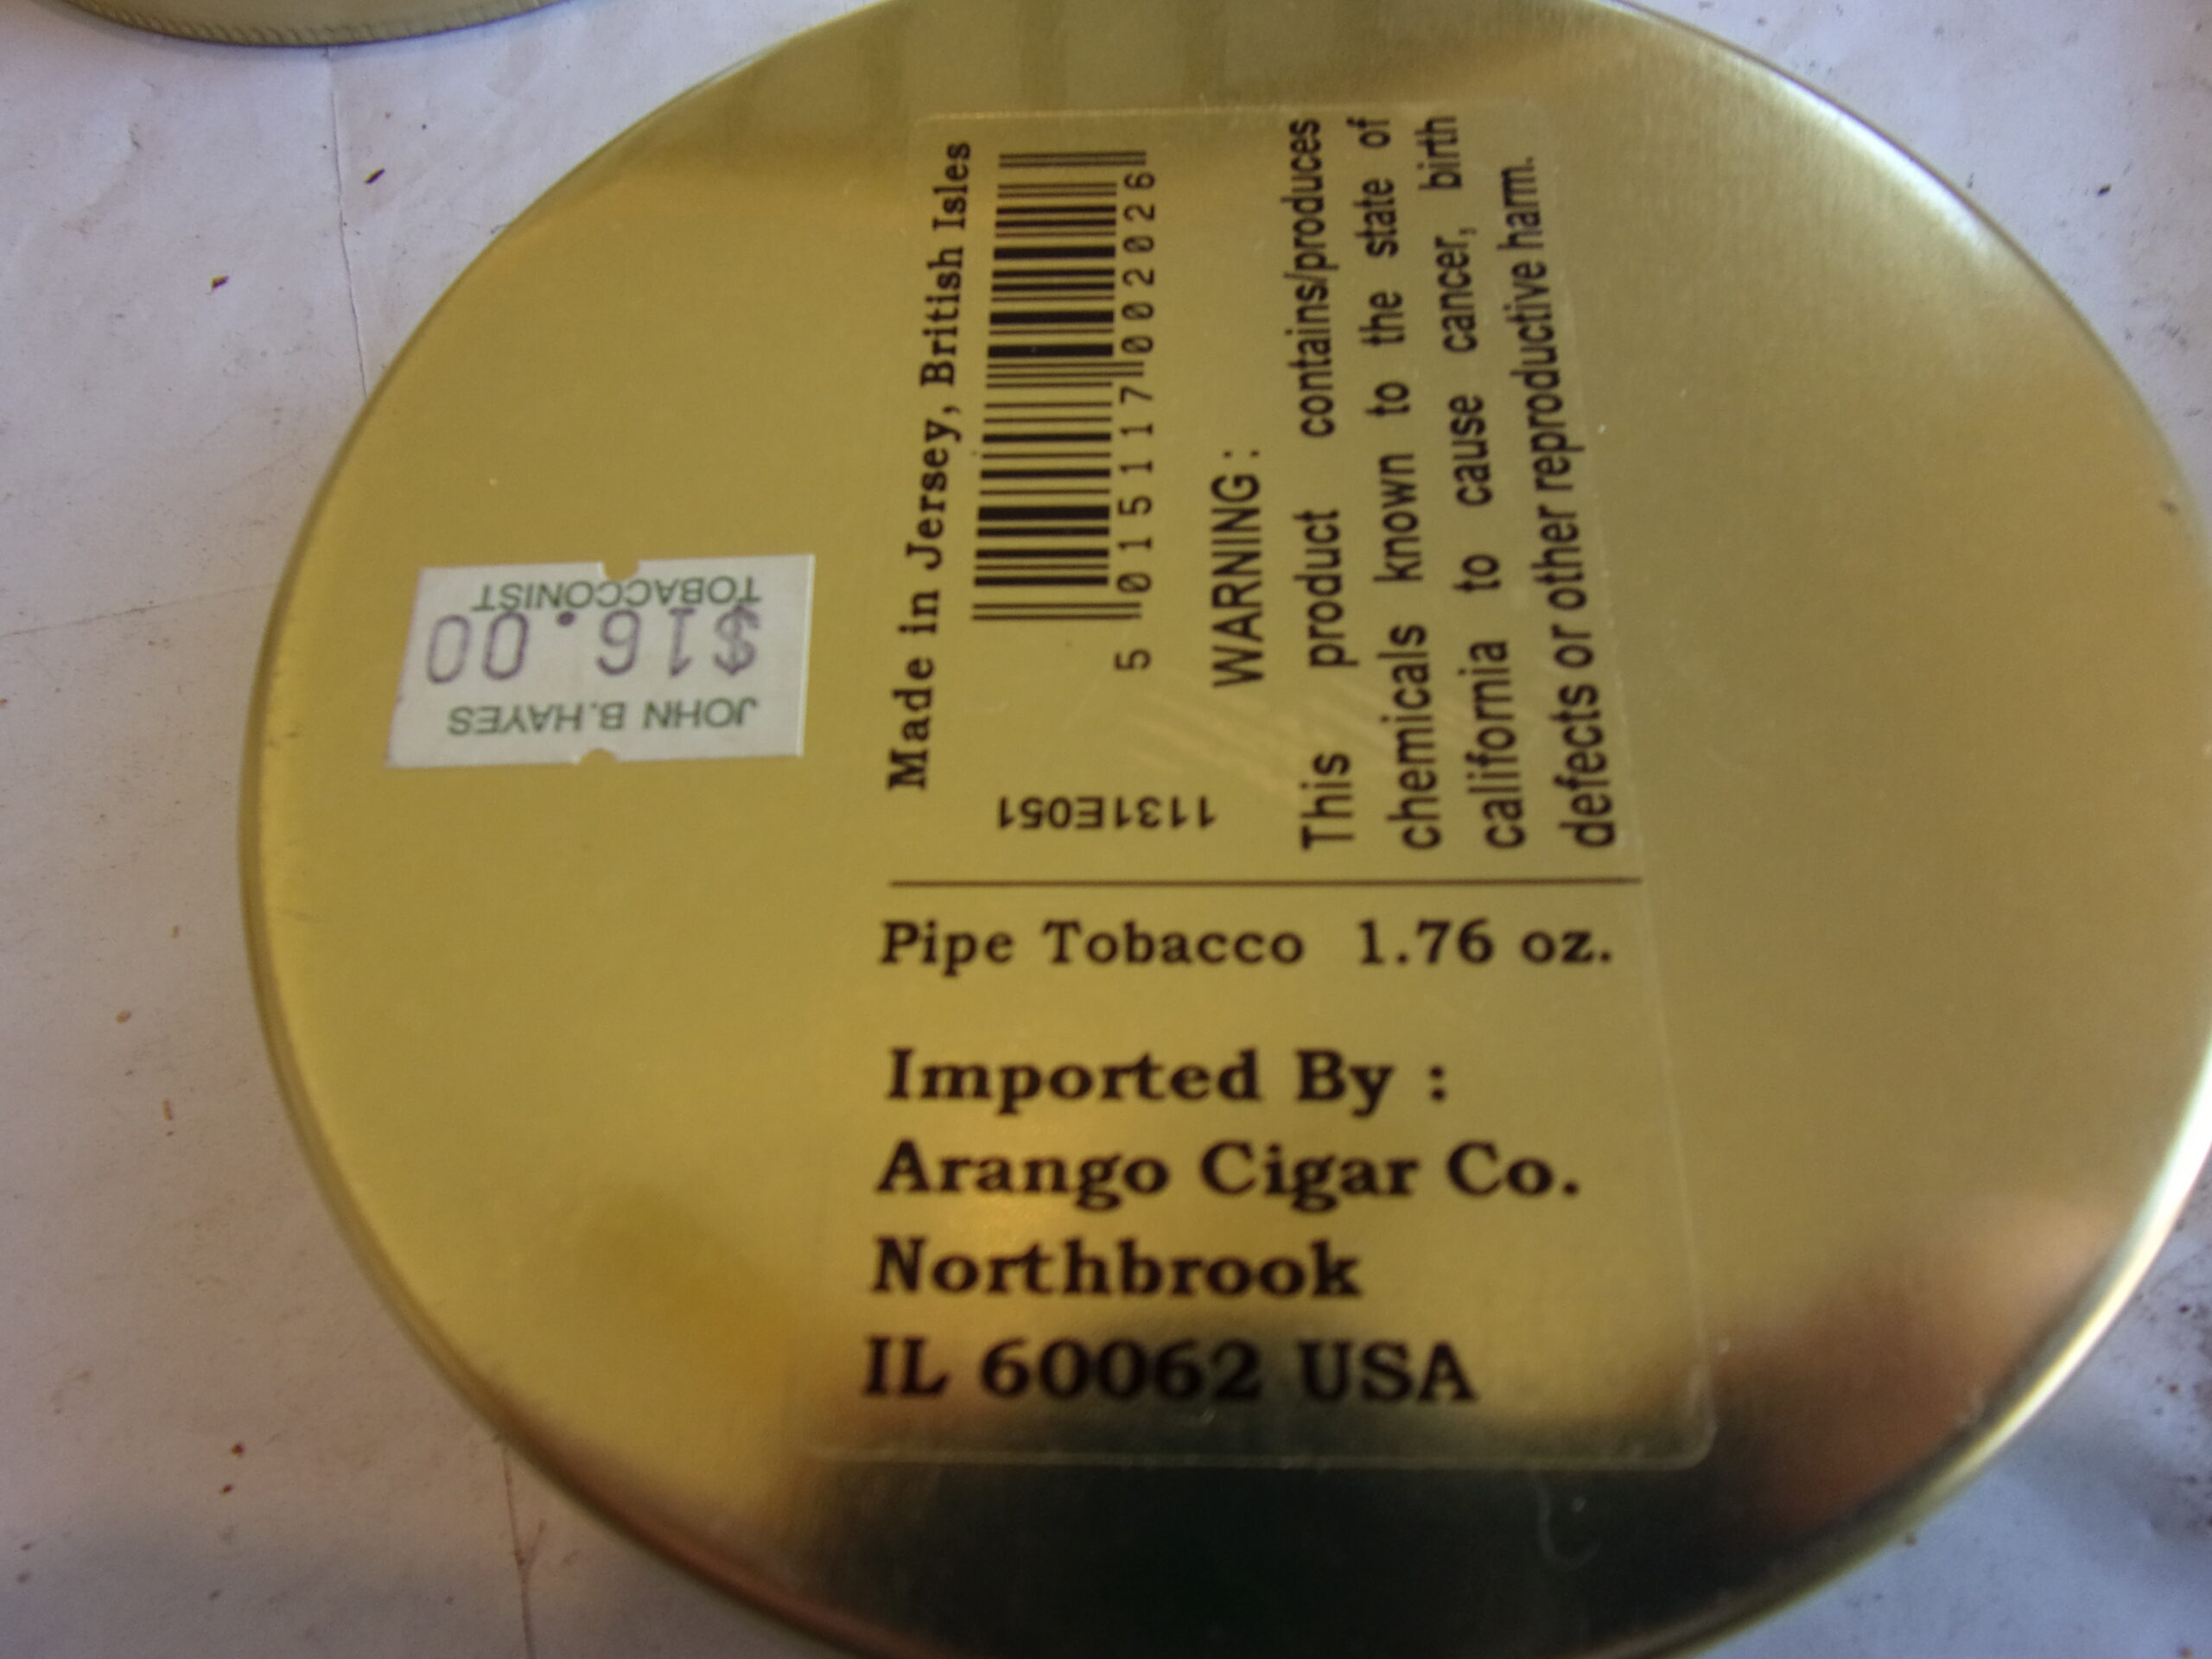 JOHN B.HAYES
$16.00
TOBACCONIST
Made in Jersey, British Isles
5 015117 002026
WARNING :
This product contains/produces
chemicals known to the state of
california to cause cancer, birth
defects or other reproductive harm.
1131E051
Pipe Tobacco 1.76 oz.
Imported By :
Arango Cigar Co.
Northbrook
IL 60062 USA